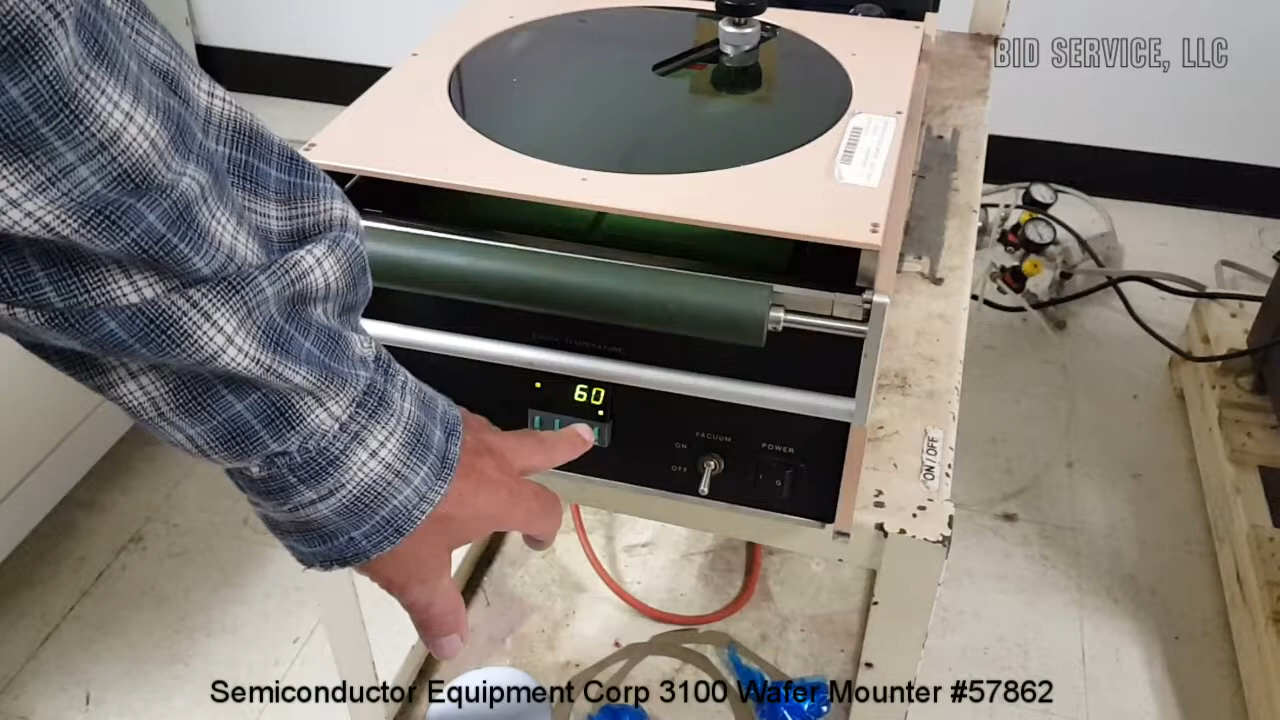 BID SERVICE, LLC
60
VACUUM
ON
OFF
POWER
ON/OFF
Semiconductor Equipment Corp 3100 Wafer Mounter #57862